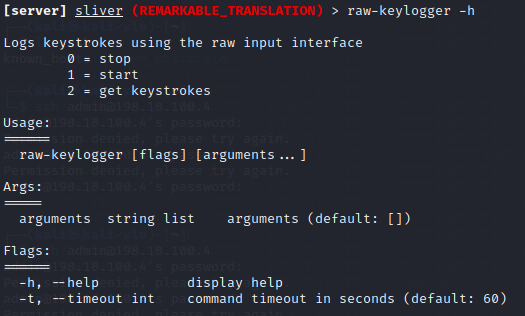 [server] sliver (REMARKABLE_TRANSLATION) > raw-keylogger -h
Logs keystrokes using the raw input interface
0 = stop
1 = start
2 = get keystrokes
Usage:
======
raw-keylogger [flags] [arguments...]
Args:
=====
arguments  string list    arguments (default: [])
Flags:
======
-h, --help           display help
-t, --timeout int    command timeout in seconds (default: 60)